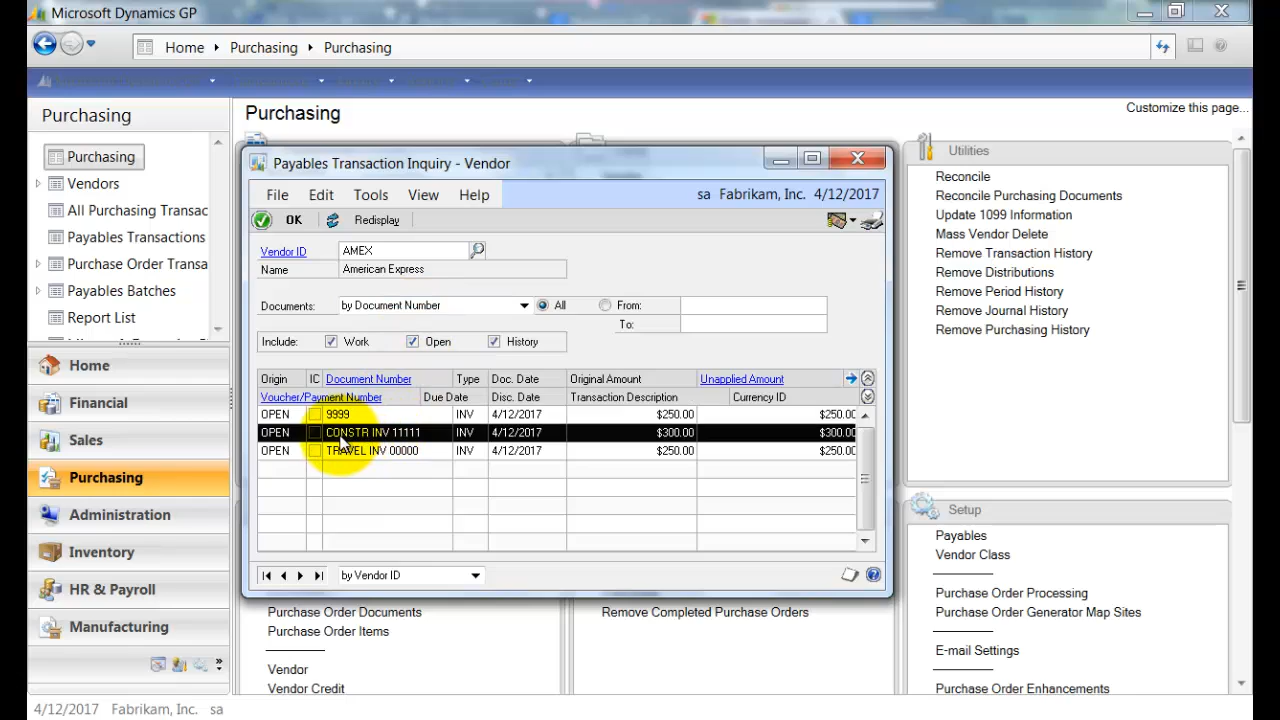 Microsoft Dynamics GP
Home Purchasing Purchasing
Purchasing
Purchasing
Vendors
All Purchasing Transac
Payables Transactions
Purchase Order Transa
Payables Batches
Report List
Home
Financial
Sales
Purchasing
Administration
Inventory
HR & Payroll
Manufacturing
Purchasing
Customize this page...
Payables Transaction Inquiry - Vendor
File Edit Tools View Help
sa Fabrikam, Inc. 4/12/2017
OK Redisplay
Vendor ID AMEX
Name American Express
Documents: by Document Number All From:
To:
Include: Work Open History
Origin IC Document Number Type Doc. Date Original Amount Unapplied Amount
Voucher/Payment Number Due Date Disc. Date Transaction Description Currency ID
OPEN 9999 INV 4/12/2017 $250.00 $250.00
OPEN CONSTR INV 11111 INV 4/12/2017 $300.00 $300.00
OPEN TRAVEL INV 00000 INV 4/12/2017 $250.00 $250.00
by Vendor ID
Purchase Order Documents
Purchase Order Items
Vendor
Vendor Credit
Remove Completed Purchase Orders
Utilities
Reconcile
Reconcile Purchasing Documents
Update 1099 Information
Mass Vendor Delete
Remove Transaction History
Remove Distributions
Remove Period History
Remove Journal History
Remove Purchasing History
Setup
Payables
Vendor Class
Purchase Order Processing
Purchase Order Generator Map Sites
E-mail Settings
Purchase Order Enhancements
4/12/2017 Fabrikam, Inc. sa